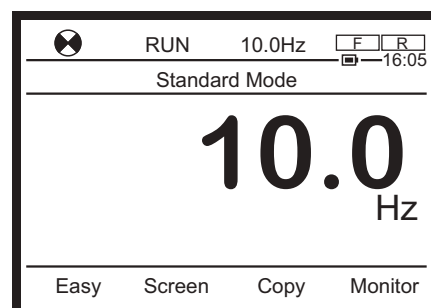 RUN 10.0Hz F R
16:05
Standard Mode
10.0
Hz
Easy Screen Copy Monitor